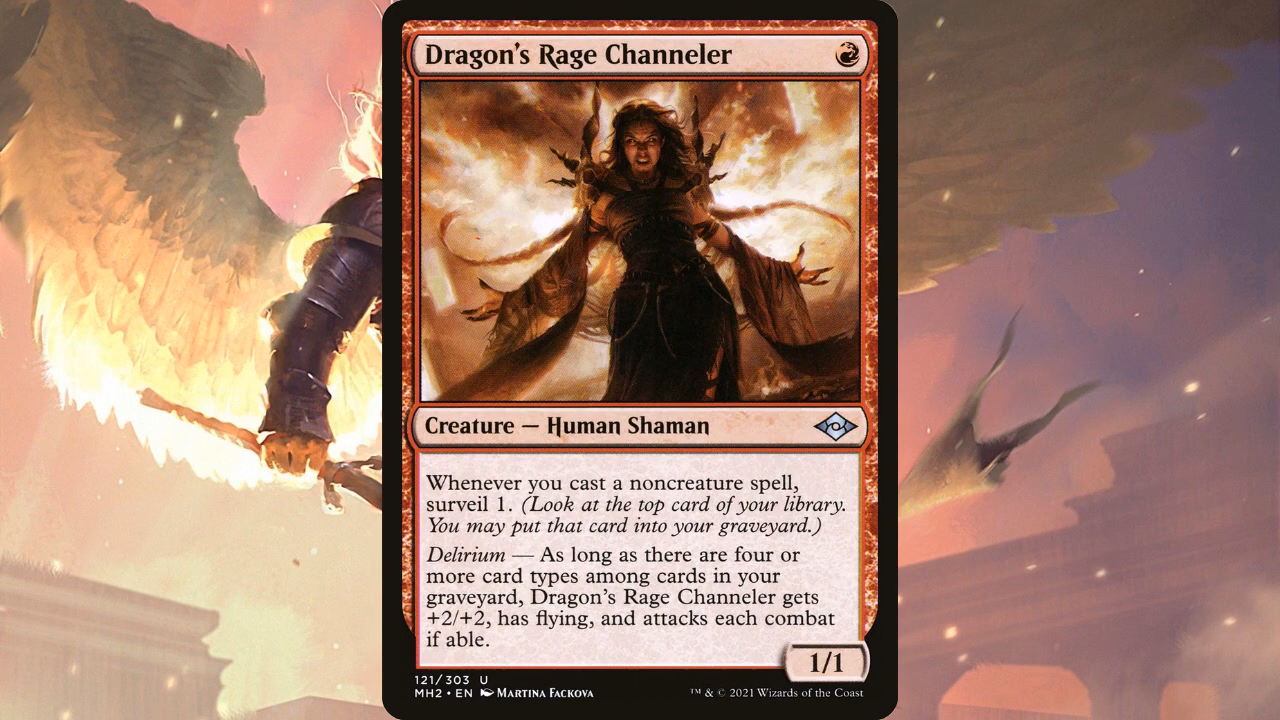 Dragon's Rage Channeler
Creature — Human Shaman
Whenever you cast a noncreature spell,
surveil 1. (Look at the top card of your library.
You may put that card into your graveyard.)
Delirium — As long as there are four or
more card types among cards in your
graveyard, Dragon's Rage Channeler gets
+2/+2, has flying, and attacks each combat
if able.
1/1
121/303 U
MH2 • EN Martina Fackova
™ & © 2021 Wizards of the Coast